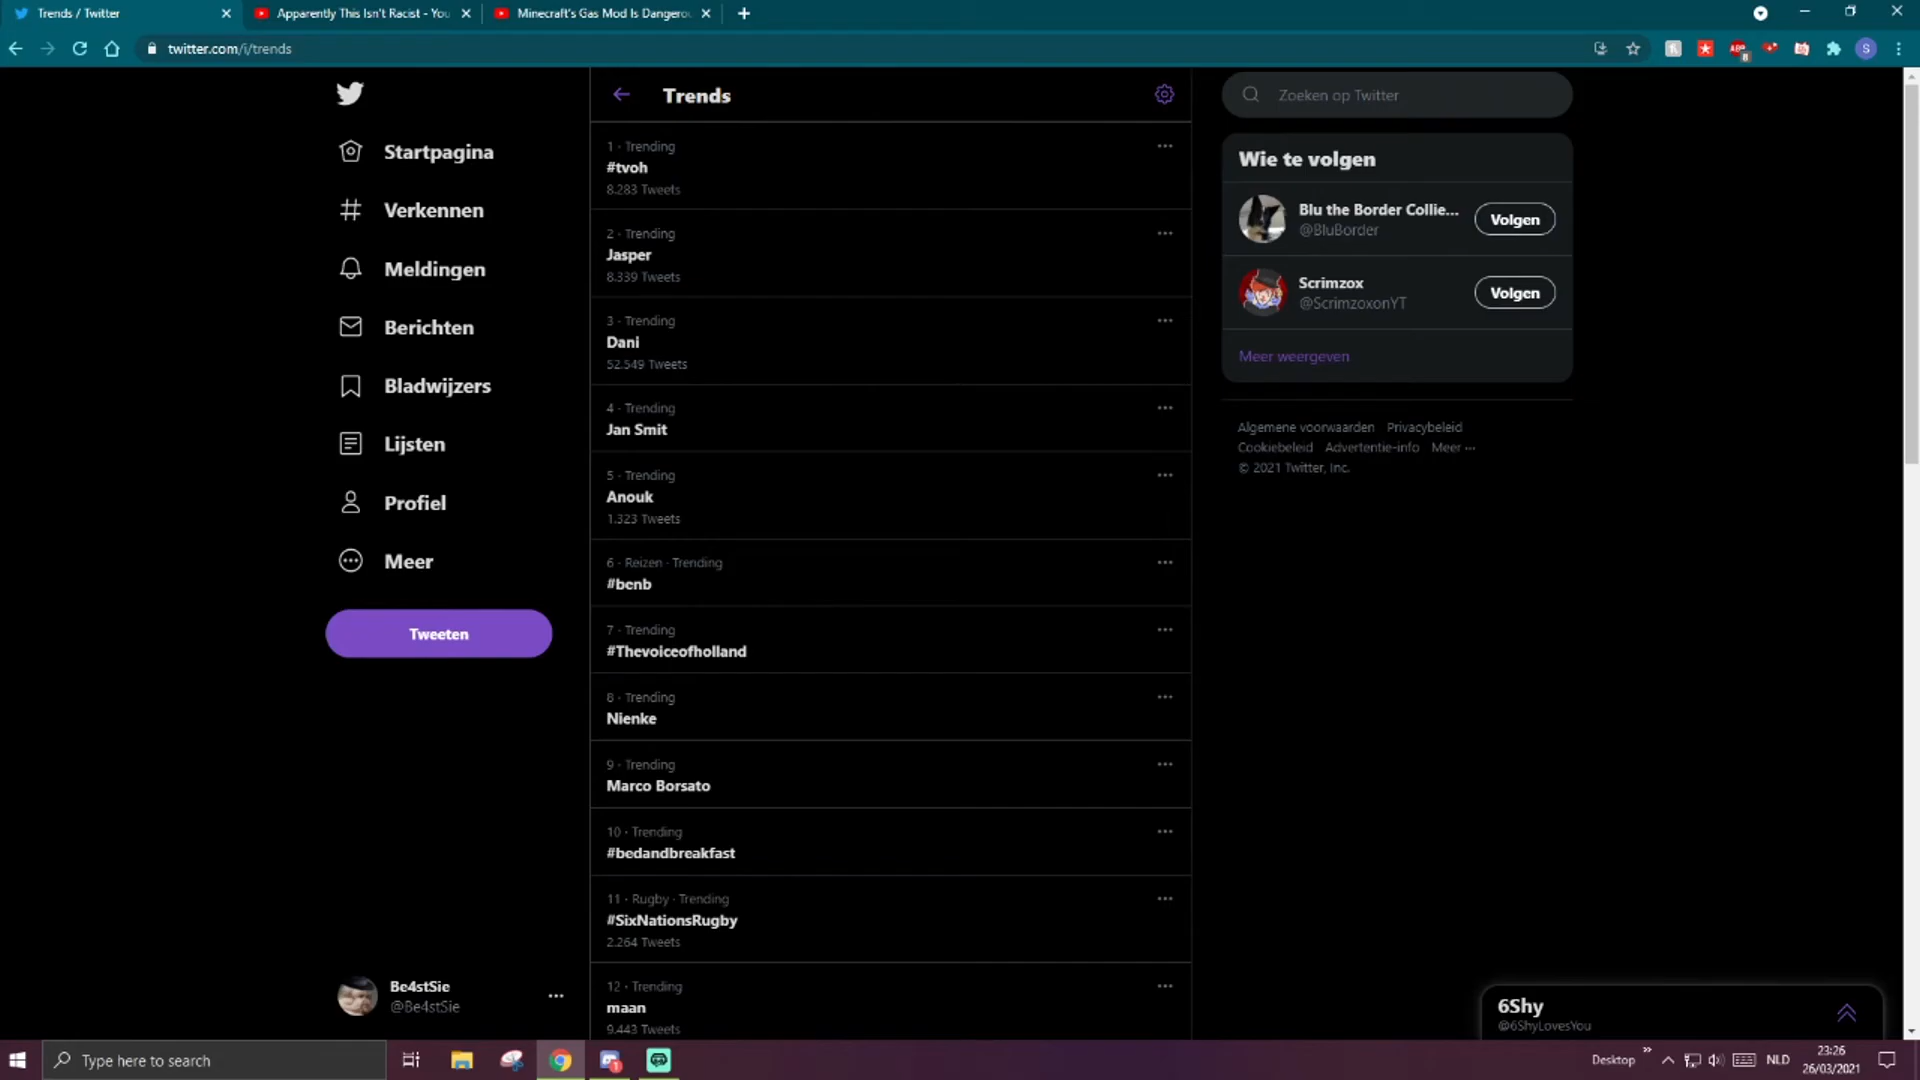 Trends / Twitter
Apparently This Isn't Racist - You
Minecraft's Gas Mod Is Dangerou
twitter.com/i/trends
S
ABP
8
Startpagina
Verkennen
Meldingen
Berichten
Bladwijzers
Lijsten
Profiel
Meer
Tweeten
Be4stSie
@Be4stSie
Trends
1 · Trending
#tvoh
8.283 Tweets
2 · Trending
Jasper
8.339 Tweets
3 · Trending
Dani
52.549 Tweets
4 · Trending
Jan Smit
5 · Trending
Anouk
1.323 Tweets
6 · Reizen · Trending
#benb
7 · Trending
#Thevoiceofholland
8 · Trending
Nienke
9 · Trending
Marco Borsato
10 · Trending
#bedandbreakfast
11 · Rugby · Trending
#SixNationsRugby
2.264 Tweets
12 · Trending
maan
9.443 Tweets
Zoeken op Twitter
Wie te volgen
Blu the Border Collie...
@BluBorder
Volgen
Scrimzox
@ScrimzoxonYT
Volgen
Meer weergeven
Algemene voorwaarden Privacybeleid
Cookiebeleid Advertentie-info Meer ···
© 2021 Twitter, Inc.
6Shy
@6ShyLovesYou
Type here to search
Desktop
NLD
23:26
26/03/2021